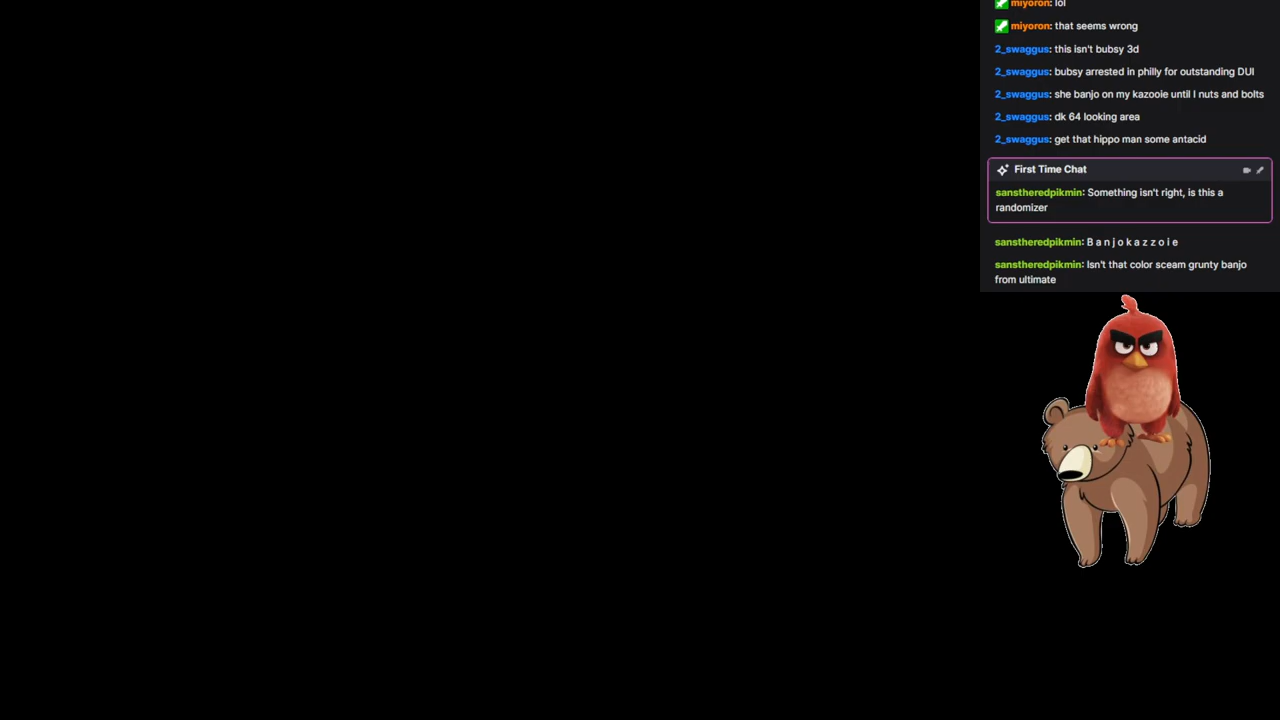 miyoron: lol
miyoron: that seems wrong
2_swaggus: this isn't bubsy 3d
2_swaggus: bubsy arrested in philly for outstanding DUI
2_swaggus: she banjo on my kazooie until I nuts and bolts
2_swaggus: dk 64 looking area
2_swaggus: get that hippo man some antacid
First Time Chat
sanstheredpikmin: Something isn't right, is this a
randomizer
sanstheredpikmin: B a n j o k a z z o i e
sanstheredpikmin: Isn't that color sceam grunty banjo
from ultimate